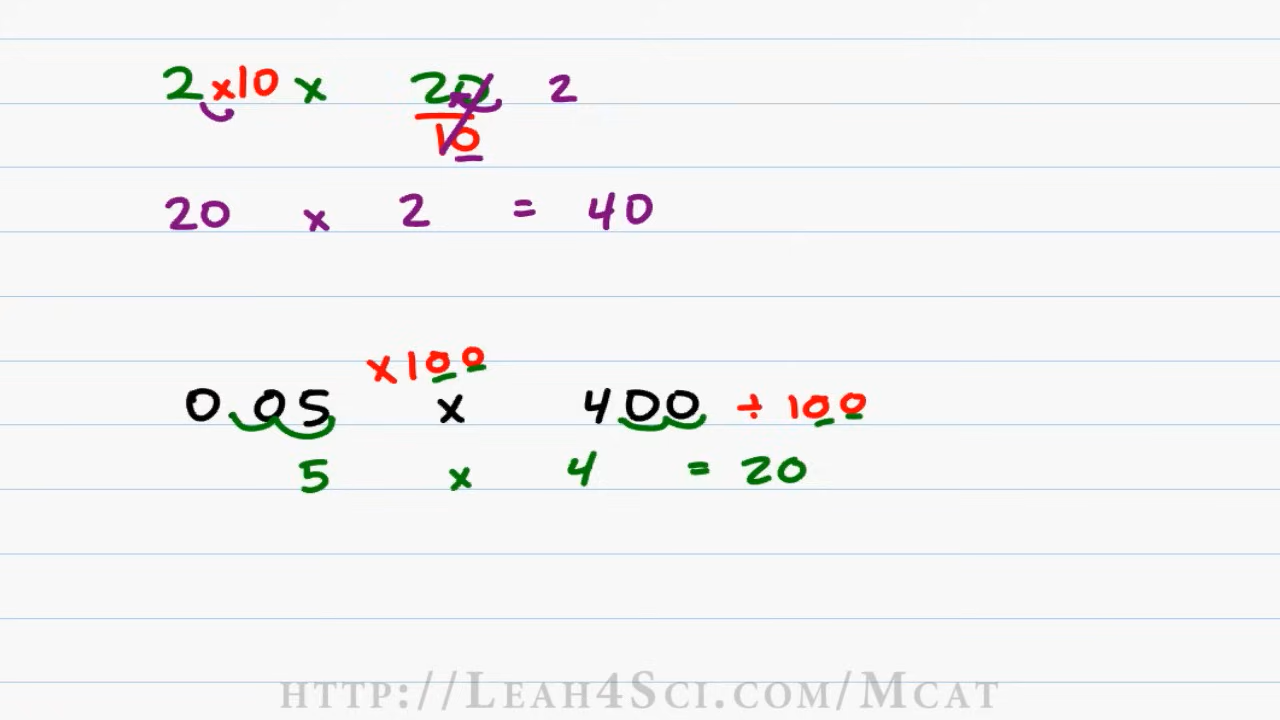 2 x10 x 20/10 2
20 x 2 = 40
x100
0.05 x 400 ÷ 100
5 x 4 = 20
http://Leah4Sci.com/Mcat